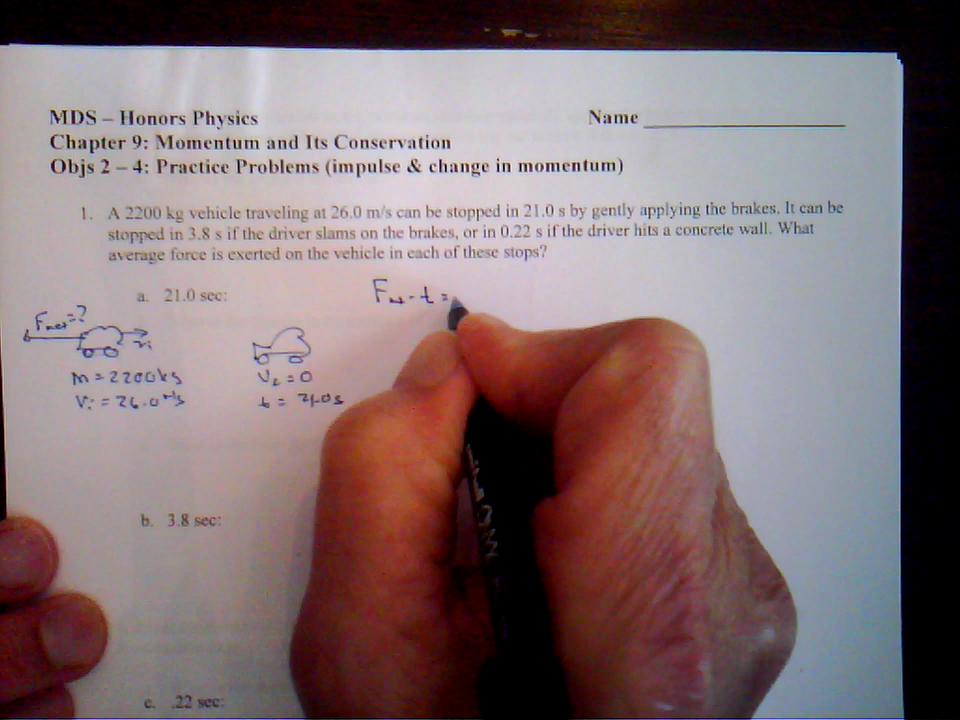 MDS – Honors Physics Name
Chapter 9: Momentum and Its Conservation
Objs 2 – 4: Practice Problems (impulse & change in momentum)
1. A 2200 kg vehicle traveling at 26.0 m/s can be stopped in 21.0 s by gently applying the brakes. It can be
stopped in 3.8 s if the driver slams on the brakes, or in 0.22 s if the driver hits a concrete wall. What
average force is exerted on the vehicle in each of these stops?
a. 21.0 sec:
Fnet · t =
Fnet = ?
m = 2200 kg
Vf = 0
Vi = 26.0 m/s
t = 21.0 s
b. 3.8 sec:
c. .22 sec: